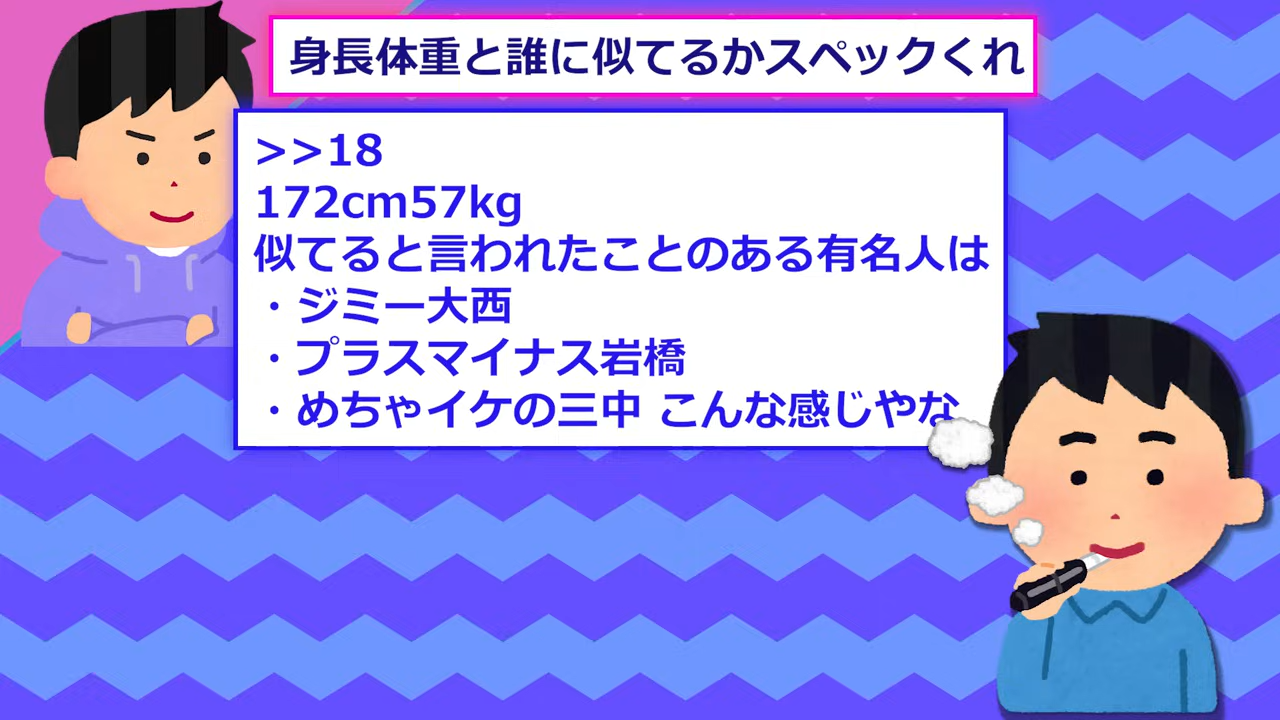 身長体重と誰に似てるかスペックくれ
>>18
172cm57kg
似てると言われたことのある有名人は
・ジミー大西
・プラスマイナス岩橋
・めちゃイケの三中 こんな感じやな